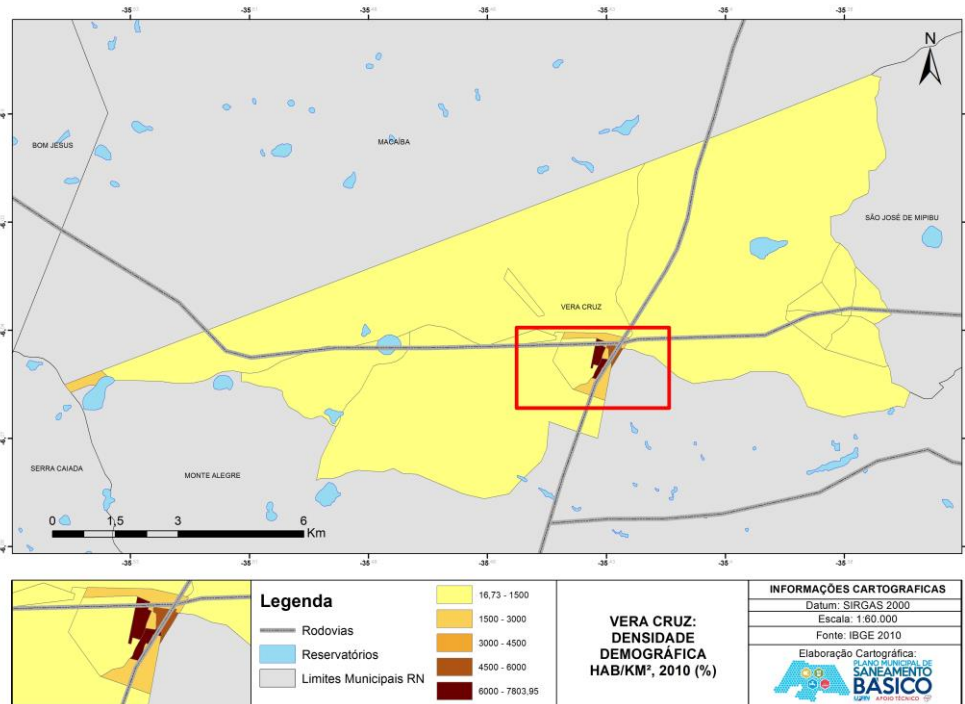 N
BOM JESUS
MACAÍBA
SÃO JOSÉ DE MIPIBU
VERA CRUZ
SERRA CAIADA
MONTE ALEGRE
0 1,5 3 6
Km
Legenda
Rodovias
Reservatórios
Limites Municipais RN
16,73 - 1500
1500 - 3000
3000 - 4500
4500 - 6000
6000 - 7803,95
VERA CRUZ:
DENSIDADE
DEMOGRÁFICA
HAB/KM², 2010 (%)
INFORMAÇÕES CARTOGRAFICAS
Datum: SIRGAS 2000
Escala: 1:60.000
Fonte: IBGE 2010
Elaboração Cartográfica:
PLANO MUNICIPAL DE
SANEAMENTO
BÁSICO
APOIO TÉCNICO